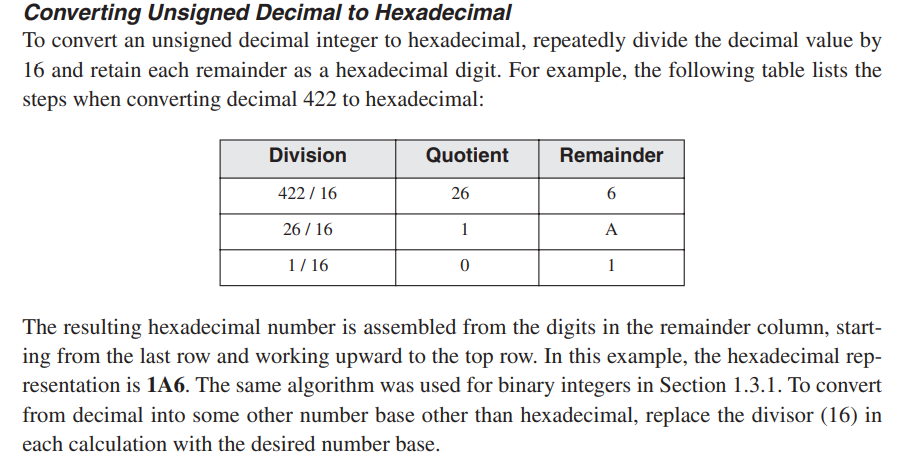 Converting Unsigned Decimal to Hexadecimal
To convert an unsigned decimal integer to hexadecimal, repeatedly divide the decimal value by
16 and retain each remainder as a hexadecimal digit. For example, the following table lists the
steps when converting decimal 422 to hexadecimal:
Division Quotient Remainder
422 / 16 26 6
26 / 16 1 A
1 / 16 0 1
The resulting hexadecimal number is assembled from the digits in the remainder column, start-
ing from the last row and working upward to the top row. In this example, the hexadecimal rep-
resentation is 1A6. The same algorithm was used for binary integers in Section 1.3.1. To convert
from decimal into some other number base other than hexadecimal, replace the divisor (16) in
each calculation with the desired number base.